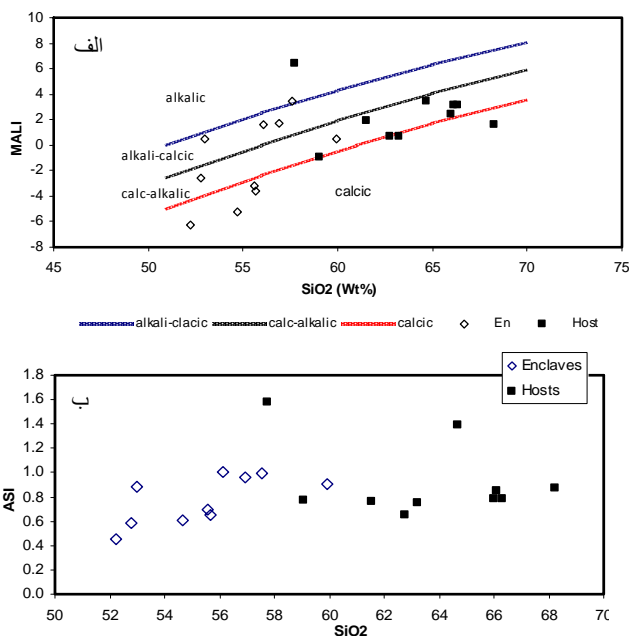 10
8
6
4
2
0
-2
-4
-6
-8
MALI
الف
alkalic
alkali-calcic
calc-alkalic
calcic
45 50 55 60 65 70 75
SiO2 (Wt%)
alkali-clacic calc-alkalic calcic En Host
Enclaves
Hosts
1.8
1.6
1.4
1.2
1.0
0.8
0.6
0.4
0.2
0.0
ASI
ب
50 52 54 56 58 60 62 64 66 68 70
SiO2